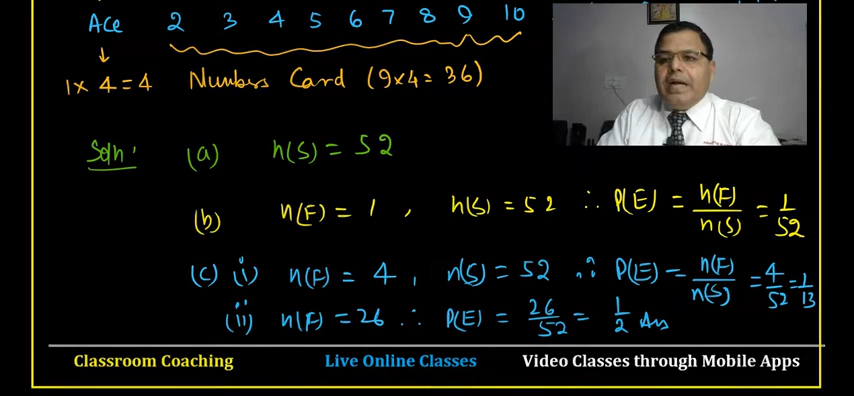 Ace 2 3 4 5 6 7 8 9 10
↓
1 × 4 = 4 Numbers Card (9×4 = 36)
Soln: (a) n(S) = 52
(b) n(F) = 1, n(S) = 52 ∴ P(E) = n(F)/n(S) = 1/52
(c) (i) n(F) = 4, n(S) = 52 ∴ P(E) = n(F)/n(S) = 4/52 = 1/13
(ii) n(F) = 26 ∴ P(E) = 26/52 = 1/2 Ans
Classroom Coaching Live Online Classes Video Classes through Mobile Apps